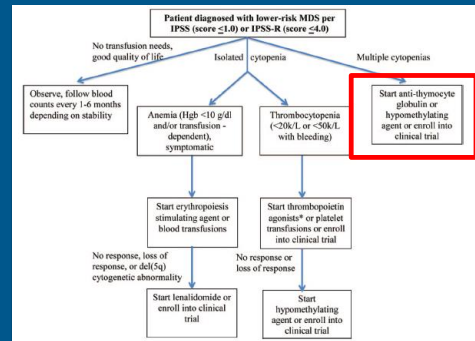 Patient diagnosed with lower-risk MDS per
IPSS (score ≤1.0) or IPSS-R (score ≤4.0)
No transfusion needs,
good quality of life
Isolated
cytopenia
Multiple cytopenias
Observe, follow blood
counts every 1-6 months
depending on stability
Anemia (Hgb <10 g/dl
and/or transfusion -
dependent),
symptomatic
Thrombocytopenia
(<20k/L or <50k/L
with bleeding)
Start anti-thymocyte
globulin or
hypomethylating
agent or enroll into
clinical trial
Start erythropoiesis
stimulating agent or
blood transfusions
Start thrombopoietin
agonists* or platelet
transfusions or enroll
into clinical trial
No response, loss of
response, or del(5q)
cytogenetic abnormality
No response or
loss of response
Start lenalidomide or
enroll into clinical
trial
Start
hypomethylating
agent or enroll into
clinical trial